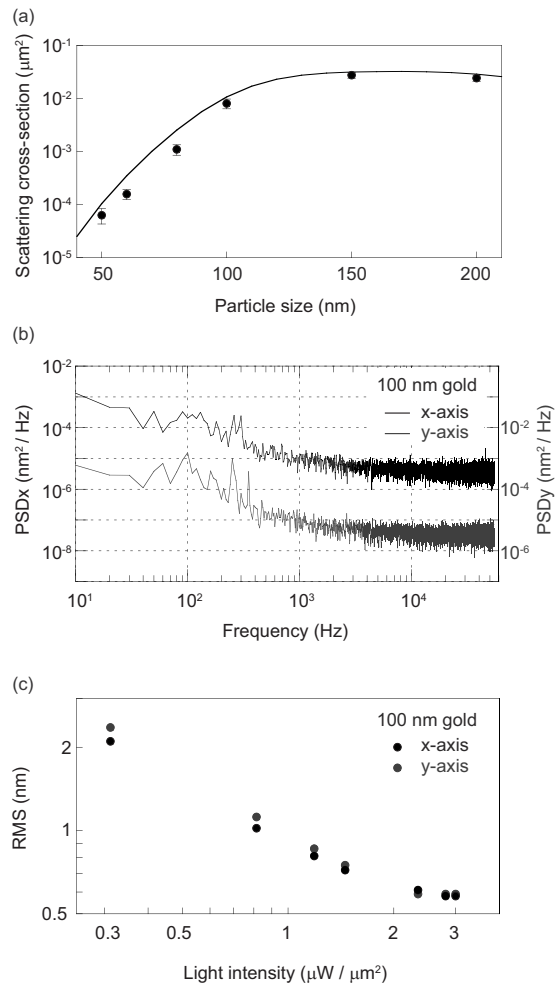 (a)
Scattering cross-section (μm²)
10⁻¹
10⁻²
10⁻³
10⁻⁴
10⁻⁵
50
100
150
200
Particle size (nm)
(b)
PSDx (nm² / Hz)
10⁻²
10⁻⁴
10⁻⁶
10⁻⁸
100 nm gold
x-axis
y-axis
10⁻²
10⁻⁴
10⁻⁶
PSDy (nm² / Hz)
10¹
10²
10³
10⁴
Frequency (Hz)
(c)
RMS (nm)
2
1
0.5
100 nm gold
x-axis
y-axis
0.3
0.5
1
2
3
Light intensity (μW / μm²)